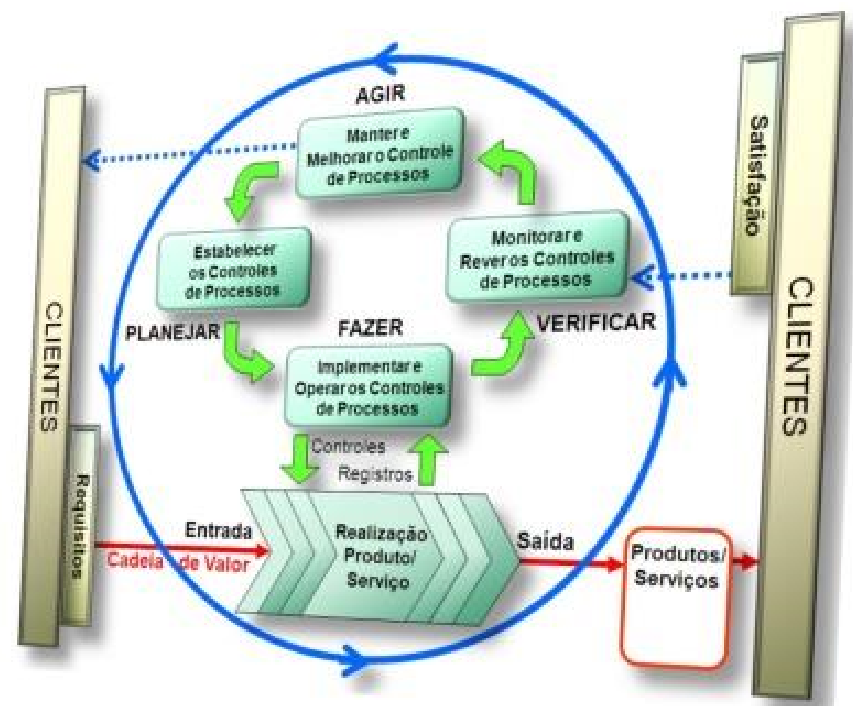 AGIR
Manter e
Melhorar o Controle
de Processos
Estabelecer
os Controles
de Processos
Monitorar e
Rever os Controles
de Processos
PLANEJAR
FAZER
VERIFICAR
Implementar e
Operar os Controles
de Processos
Controles
Registros
CLIENTES
Requisitos
Entrada
Cadeia de Valor
Realização
Produto/
Serviço
Saída
Produtos/
Serviços
Satisfação
CLIENTES